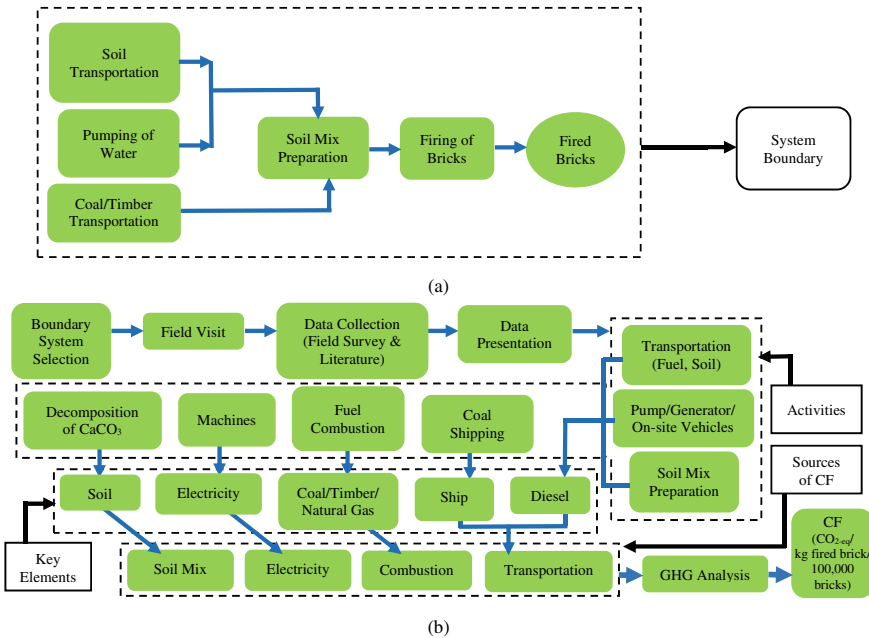 Soil
Transportation
Pumping of
Water
Coal/Timber
Transportation
Soil Mix
Preparation
Firing of
Bricks
Fired
Bricks
System
Boundary
(a)
Boundary
System
Selection
Field Visit
Data Collection
(Field Survey &
Literature)
Data
Presentation
Transportation
(Fuel, Soil)
Pump/Generator/
On-site Vehicles
Soil Mix
Preparation
Activities
Decomposition
of CaCO3
Machines
Fuel
Combustion
Coal
Shipping
Sources
of CF
Soil
Electricity
Coal/Timber/
Natural Gas
Ship
Diesel
Key
Elements
Soil Mix
Electricity
Combustion
Transportation
GHG Analysis
CF
(CO2-eq/
kg fired brick/
100,000
bricks)
(b)